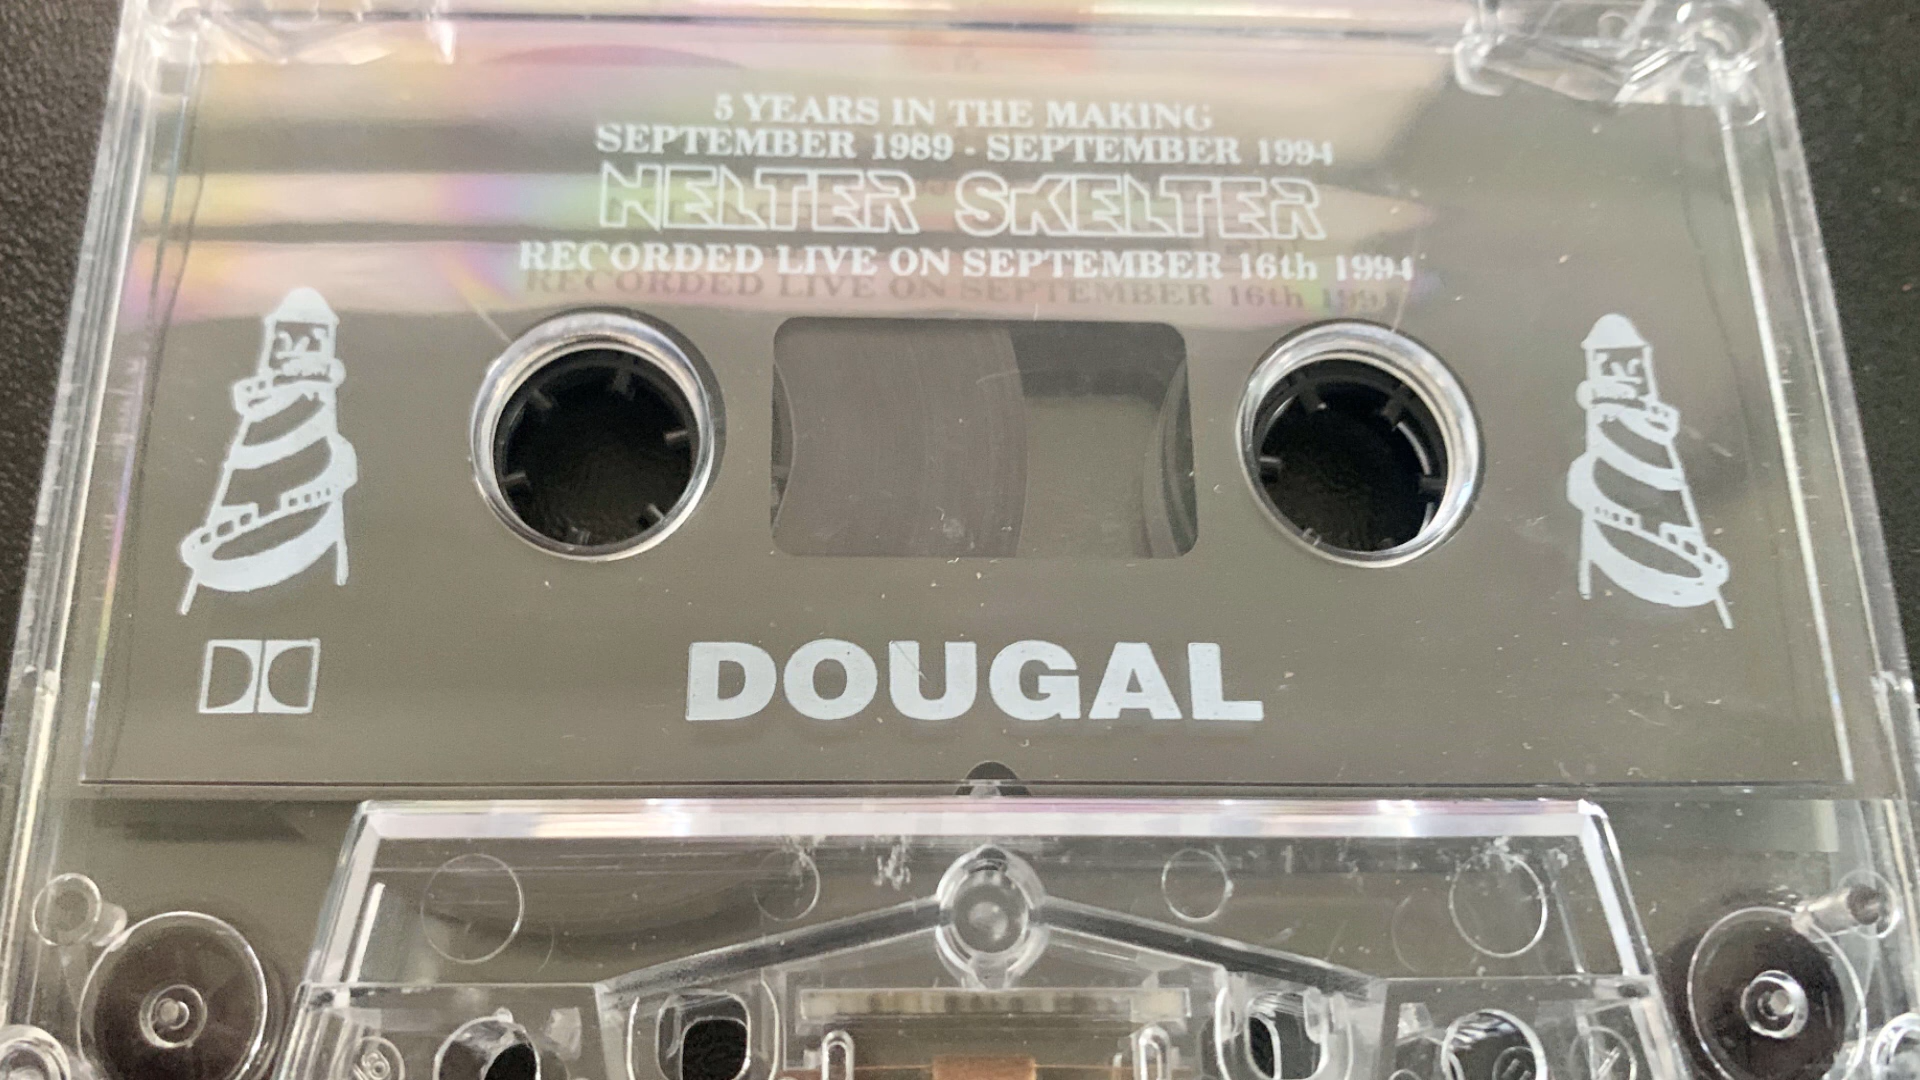 5 YEARS IN THE MAKING
SEPTEMBER 1989 - SEPTEMBER 1994
HELTER SKELTER
RECORDED LIVE ON SEPTEMBER 16th 1994
DOUGAL